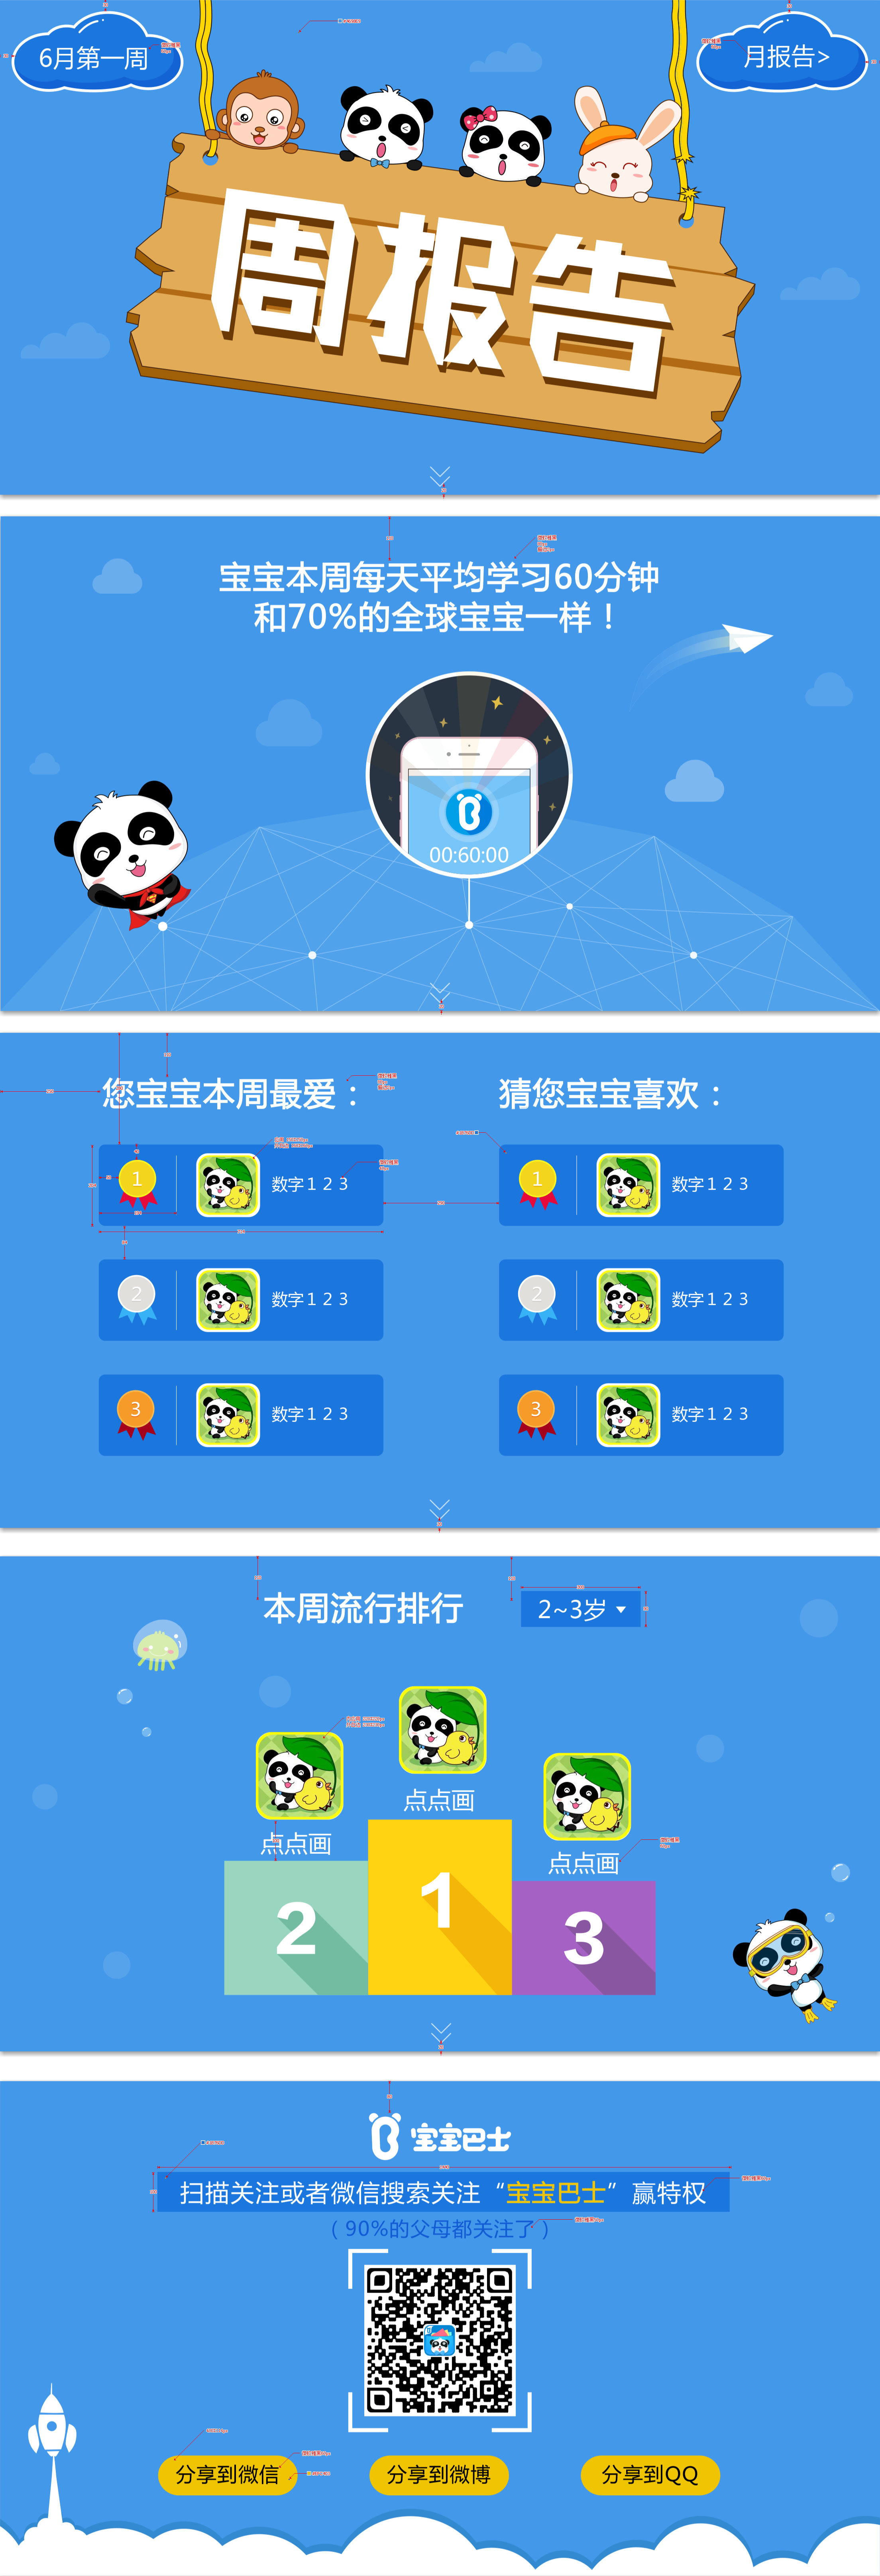 6月第一周
月报告>
周报告
宝宝本周每天平均学习60分钟
和70%的全球宝宝一样！
00:60:00
您宝宝本周最爱：
猜您宝宝喜欢：
1
数字１２３
1
数字１２３
2
数字１２３
2
数字１２３
3
数字１２３
3
数字１２３
本周流行排行
2~3岁
点点画
点点画
点点画
1
2
3
宝宝巴士
扫描关注或者微信搜索关注“宝宝巴士”赢特权
（90%的父母都关注了）
分享到微信
分享到微博
分享到QQ